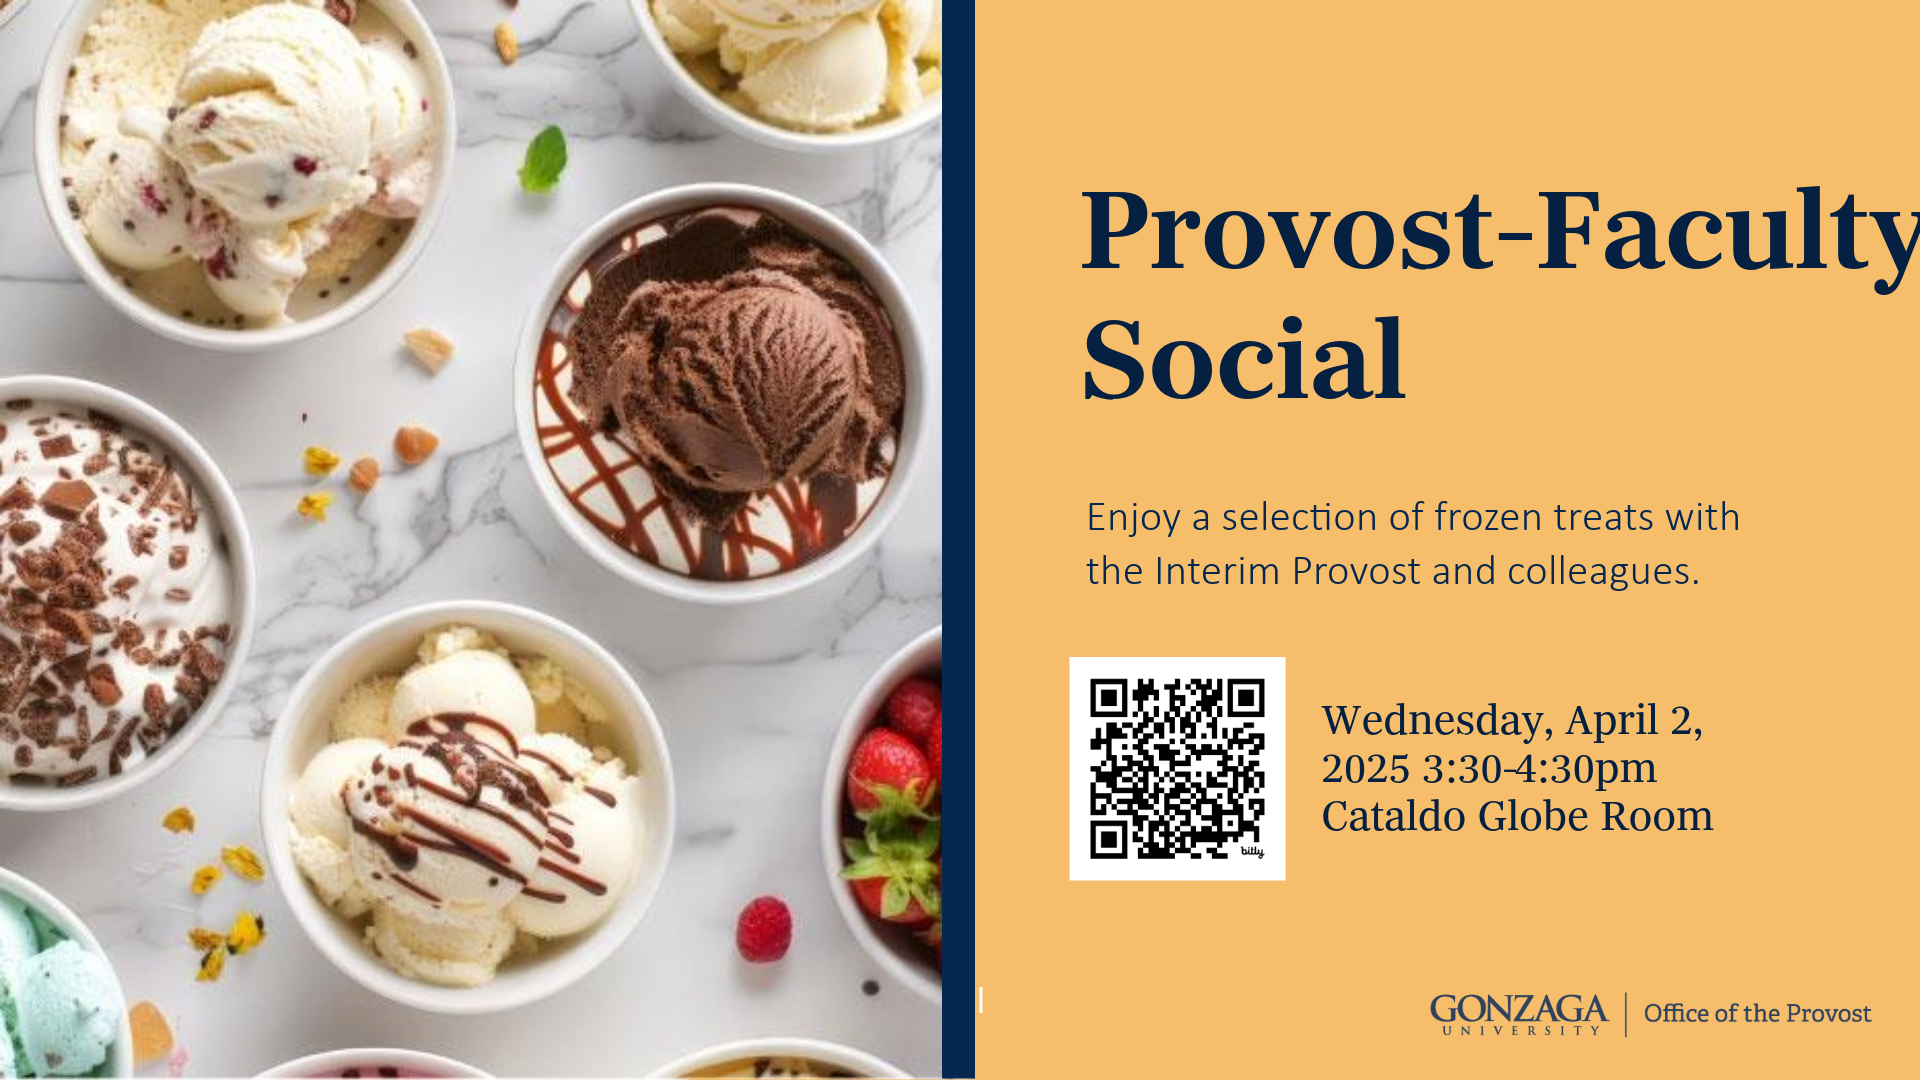 Provost-Faculty
Social
Enjoy a selection of frozen treats with
the Interim Provost and colleagues.
Wednesday, April 2,
2025 3:30-4:30pm
Cataldo Globe Room
bitly
GONZAGA
UNIVERSITY
Office of the Provost